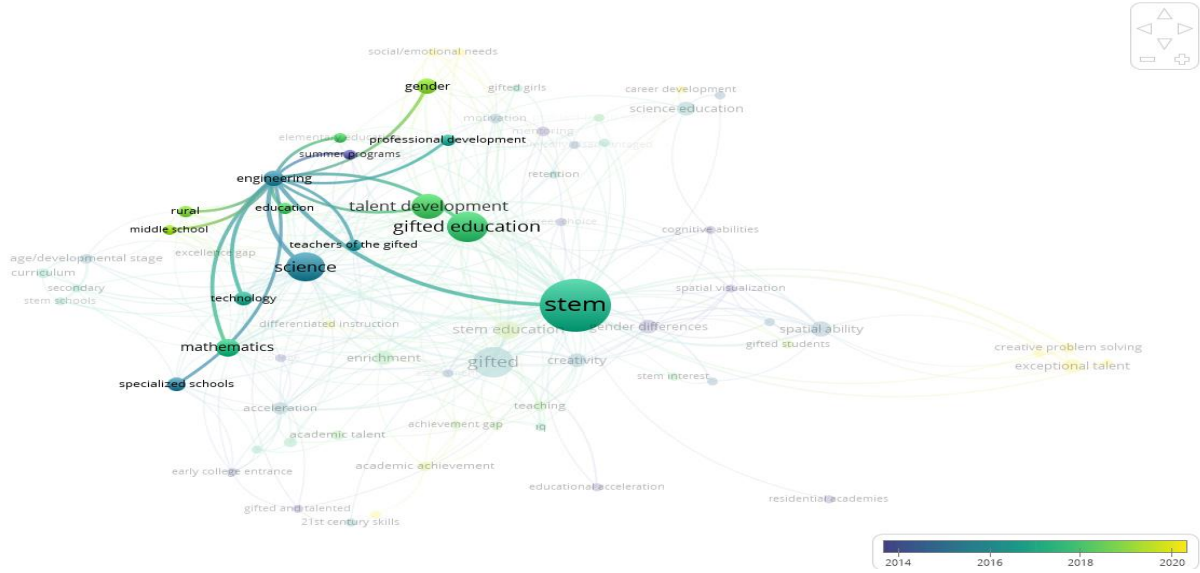 social/emotional needs
gender
gifted girls
career development
science education
motivation
mentoring
professional development
summer programs
engineering
retention
rural
education
talent development
middle school
gifted education
teachers of the gifted
cognitive abilities
excellence gap
age/developmental stage
science
curriculum
secondary
spatial visualization
stem schools
technology
stem
differentiated instruction
stem education
gender differences
spatial ability
mathematics
gifted students
creative problem solving
enrichment
gifted
creativity
exceptional talent
specialized schools
stem interest
acceleration
teaching
achievement gap
iq
academic talent
early college entrance
academic achievement
educational acceleration
residential academies
gifted and talented
21st century skills
2014
2016
2018
2020